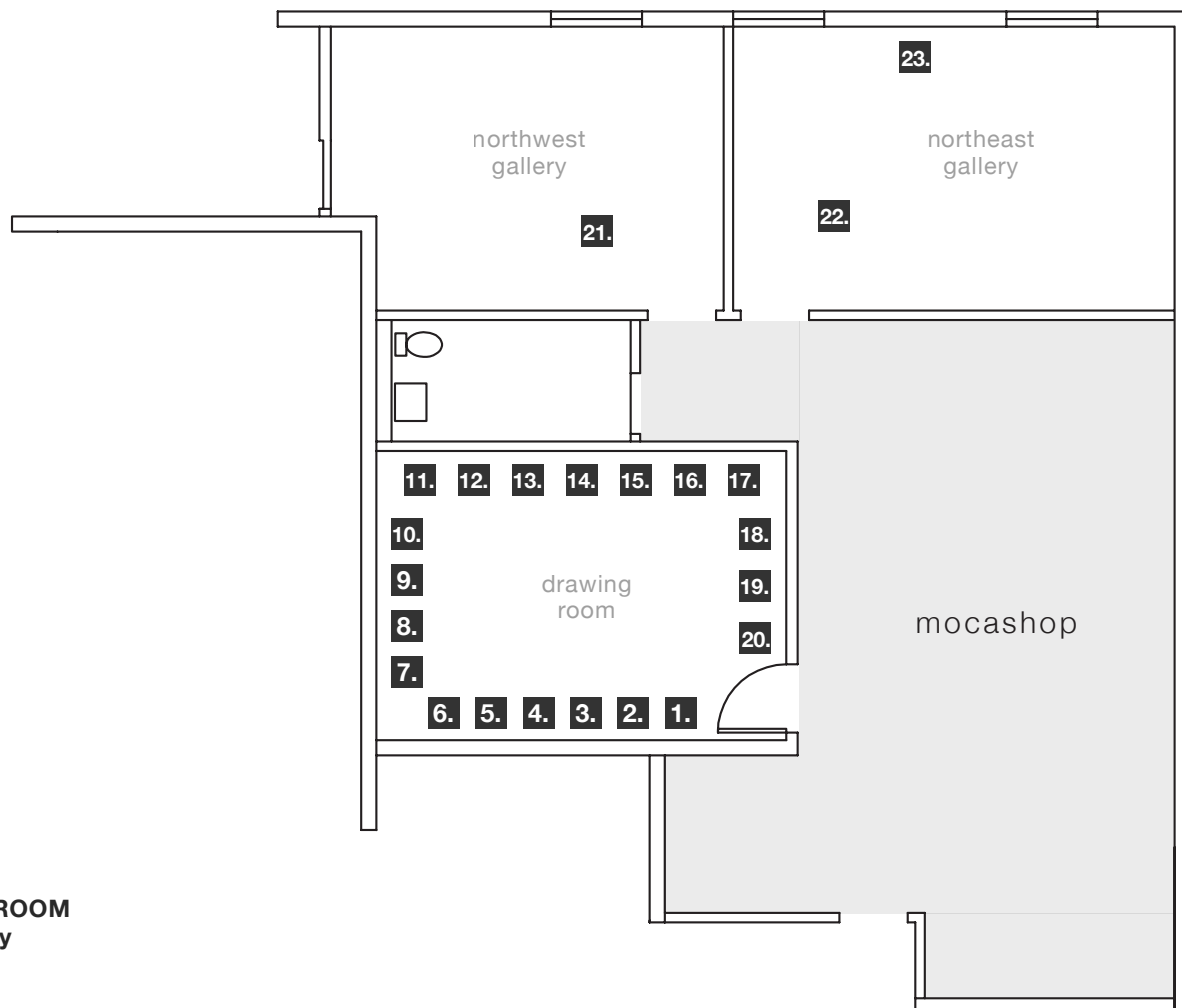 23.
northwest
gallery
northeast
gallery
22.
21.
11. 12. 13. 14. 15. 16. 17.
10.
18.
9.
drawing
room
19.
8.
mocashop
20.
7.
6. 5. 4. 3. 2. 1.
ROOM